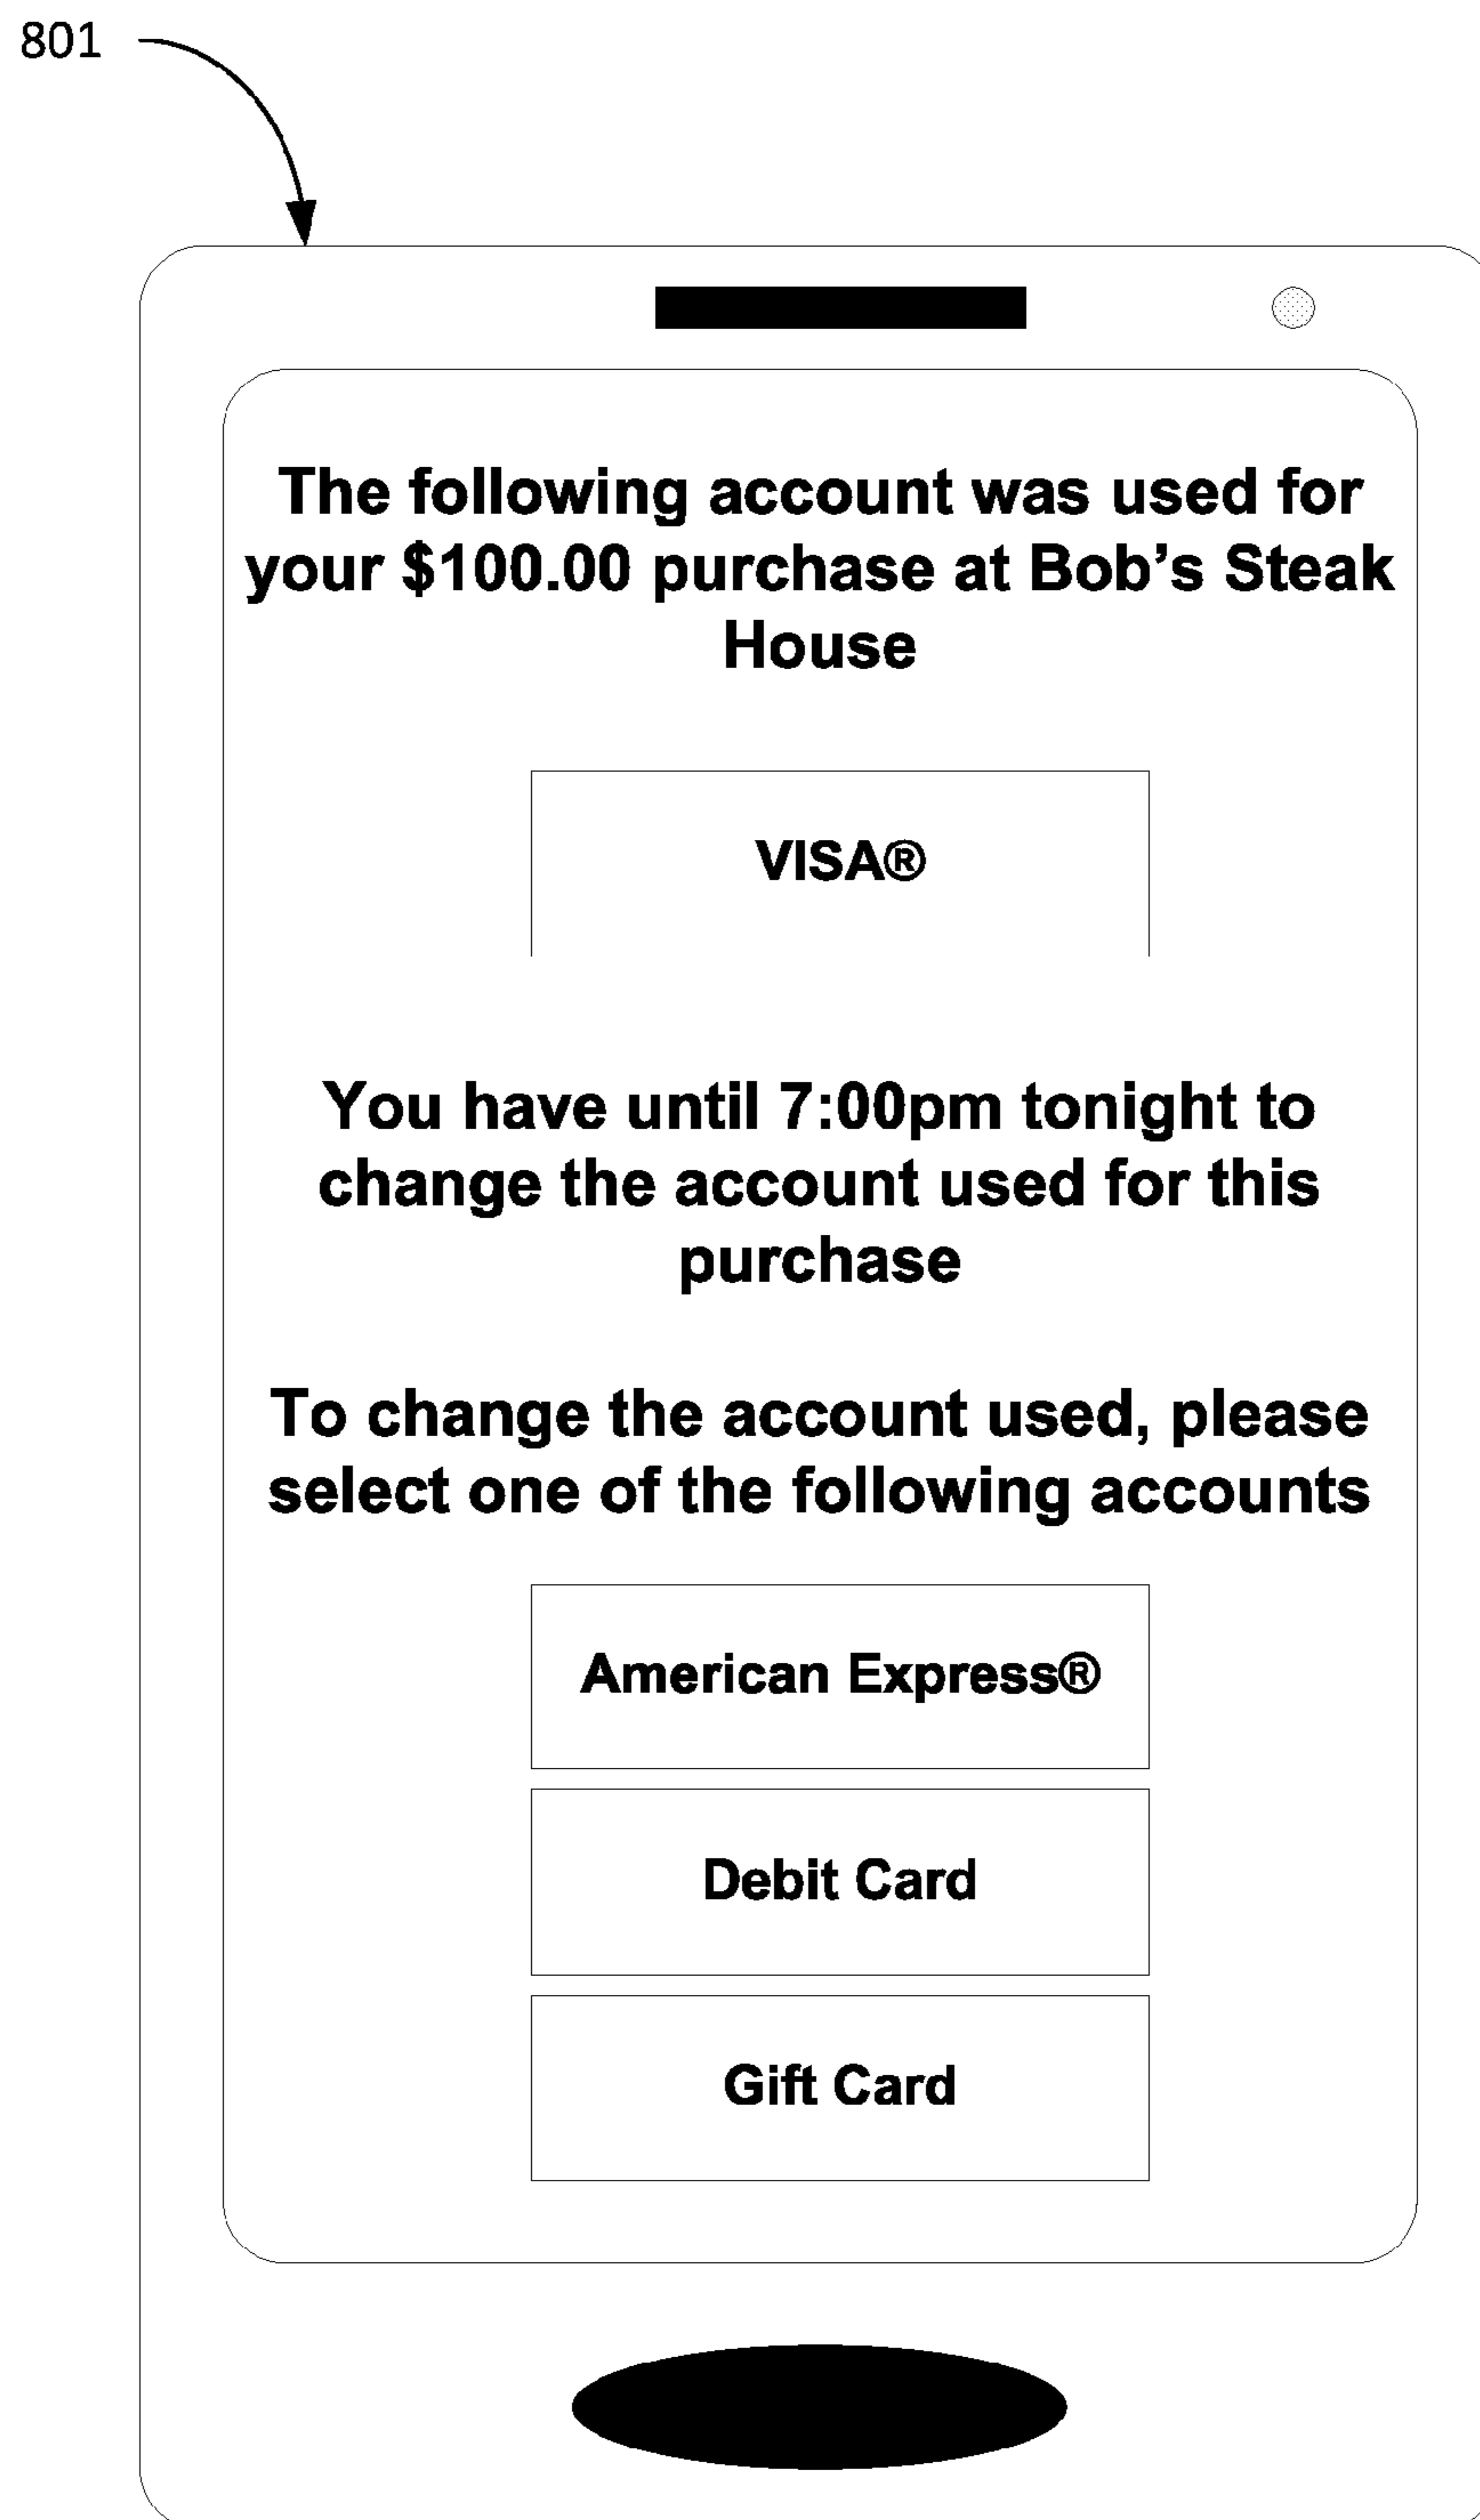 801
The following account was used for
your $100.00 purchase at Bob’s Steak
House
VISA®
You have until 7:00pm tonight to
change the account used for this
purchase
To change the account used, please
select one of the following accounts
American Express®
Debit Card
Gift Card